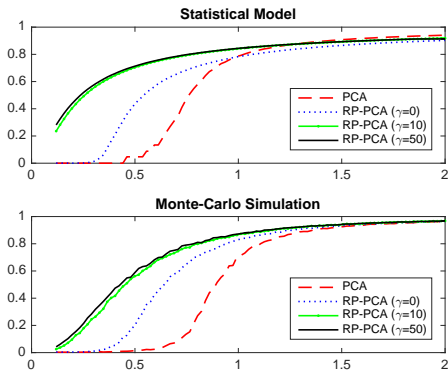 Statistical Model
1
0.8
0.6
0.4
0.2
0
PCA
RP-PCA (γ=0)
RP-PCA (γ=10)
RP-PCA (γ=50)
0 0.5 1 1.5 2
Monte-Carlo Simulation
1
0.8
0.6
0.4
0.2
0
PCA
RP-PCA (γ=0)
RP-PCA (γ=10)
RP-PCA (γ=50)
0 0.5 1 1.5 2